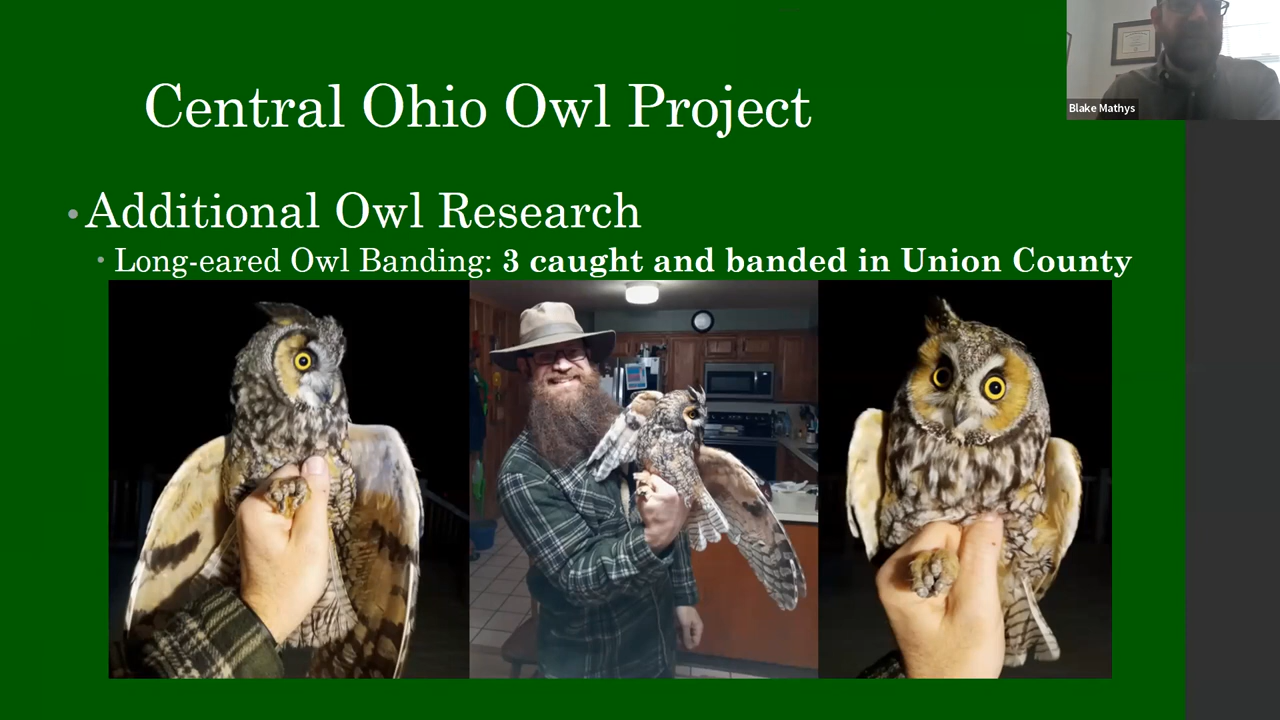 Central Ohio Owl Project
Blake Mathys
• Additional Owl Research
• Long-eared Owl Banding: 3 caught and banded in Union County